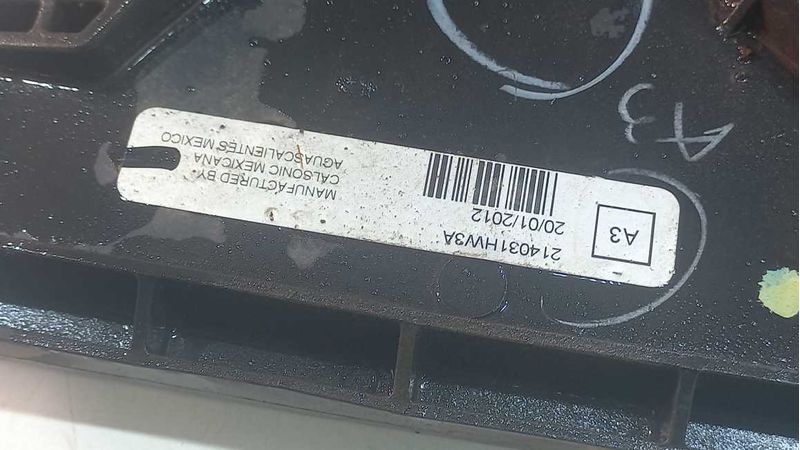 A3
214031HW3A
20/01/2012
MANUFACTURED BY
CALSONIC MEXICANA
AGUASCALIENTES MEXICO
A3